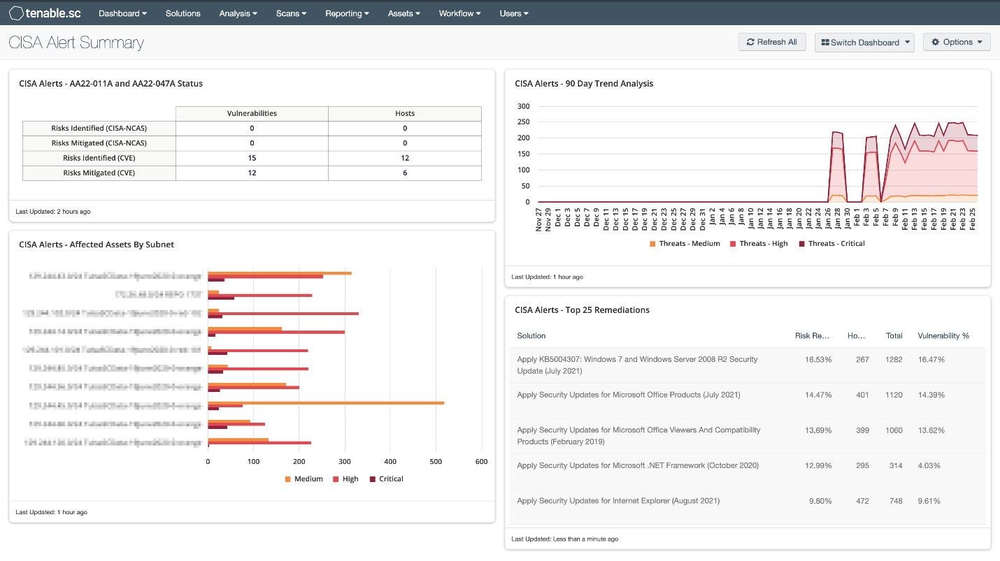 tenable.sc Dashboard Solutions Analysis Scans Reporting Assets Workflow Users
CISA Alert Summary
Refresh All Switch Dashboard Options
CISA Alerts - AA22-011A and AA22-047A Status
Vulnerabilities Hosts
Risks Identified (CISA-NCAS) 0 0
Risks Mitigated (CISA-NCAS) 0 0
Risks Identified (CVE) 15 12
Risks Mitigated (CVE) 12 6
Last Updated: 2 hours ago
CISA Alerts - Affected Assets By Subnet
0 100 200 300 400 500 600
Medium High Critical
Last Updated: 1 hour ago
CISA Alerts - 90 Day Trend Analysis
300
250
200
150
100
50
0
Nov 27
Nov 29
Dec 1
Dec 3
Dec 5
Dec 7
Dec 9
Dec 11
Dec 13
Dec 15
Dec 17
Dec 19
Dec 21
Dec 23
Dec 25
Dec 27
Dec 29
Dec 31
Jan 2
Jan 4
Jan 6
Jan 8
Jan 10
Jan 12
Jan 14
Jan 16
Jan 18
Jan 20
Jan 22
Jan 24
Jan 26
Jan 28
Jan 30
Feb 1
Feb 3
Feb 5
Feb 7
Feb 9
Feb 11
Feb 13
Feb 15
Feb 17
Feb 19
Feb 21
Feb 23
Feb 25
Threats - Medium Threats - High Threats - Critical
Last Updated: 1 hour ago
CISA Alerts - Top 25 Remediations
Solution Risk Re... Ho... Total Vulnerability %
Apply KB5004307: Windows 7 and Windows Server 2008 R2 Security 16.53% 267 1282 16.47%
Update (July 2021)
Apply Security Updates for Microsoft Office Products (July 2021) 14.47% 401 1120 14.39%
Apply Security Updates for Microsoft Office Viewers And Compatibility 13.69% 399 1060 13.62%
Products (February 2019)
Apply Security Updates for Microsoft .NET Framework (October 2020) 12.99% 295 314 4.03%
Apply Security Updates for Internet Explorer (August 2021) 9.80% 472 748 9.61%
Last Updated: Less than a minute ago